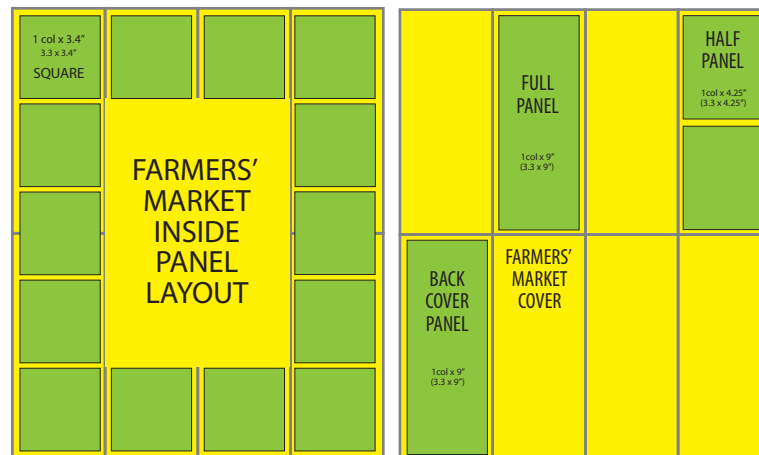 1 col x 3.4"
3.3 x 3.4"
SQUARE
FARMERS’
MARKET
INSIDE
PANEL
LAYOUT
FULL
PANEL
1col x 9"
(3.3 x 9")
HALF
PANEL
1col x 4.25"
(3.3 x 4.25")
BACK
COVER
PANEL
1col x 9"
(3.3 x 9")
FARMERS’
MARKET
COVER